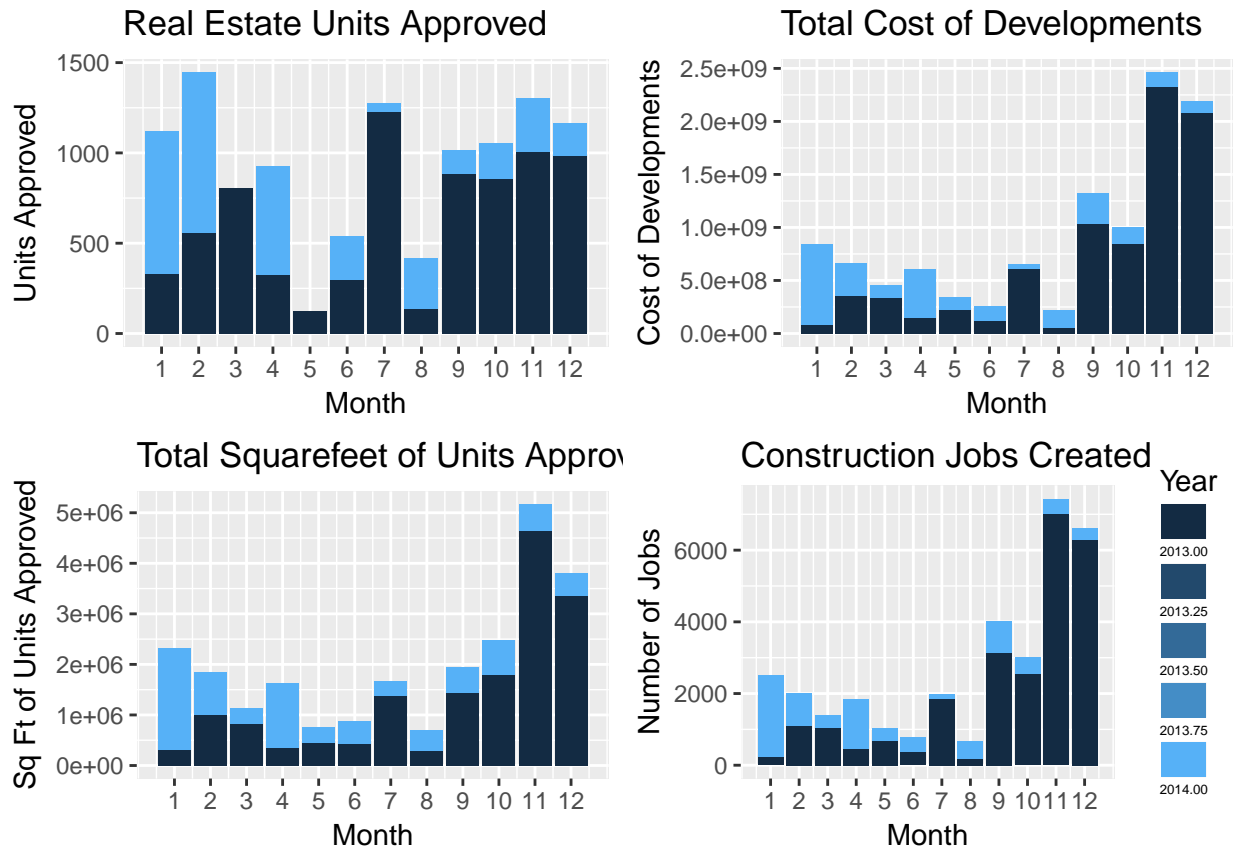 Real Estate Units Approved
Units Approved
1500
1000
500
0
1 2 3 4 5 6 7 8 9 10 11 12
Month
Total Cost of Developments
Cost of Developments
2.5e+09
2.0e+09
1.5e+09
1.0e+09
5.0e+08
0.0e+00
1 2 3 4 5 6 7 8 9 10 11 12
Month
Total Squarefeet of Units Approv
Sq Ft of Units Approved
5e+06
4e+06
3e+06
2e+06
1e+06
0e+00
1 2 3 4 5 6 7 8 9 10 11 12
Month
Construction Jobs Created
Number of Jobs
6000
4000
2000
0
1 2 3 4 5 6 7 8 9 10 11 12
Month
Year
2013.00
2013.25
2013.50
2013.75
2014.00